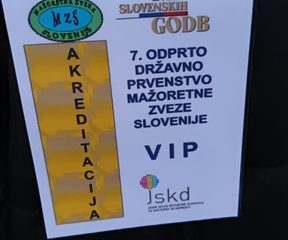 MAŽORETNA ZVEZA
MZS
SLOVENIJE
SLOVENSKIH
GODB
AKREDITACIJA
7. ODPRTO
DRŽAVNO
PRVENSTVO
MAŽORETNE
ZVEZE
SLOVENIJE
VIP
jskd